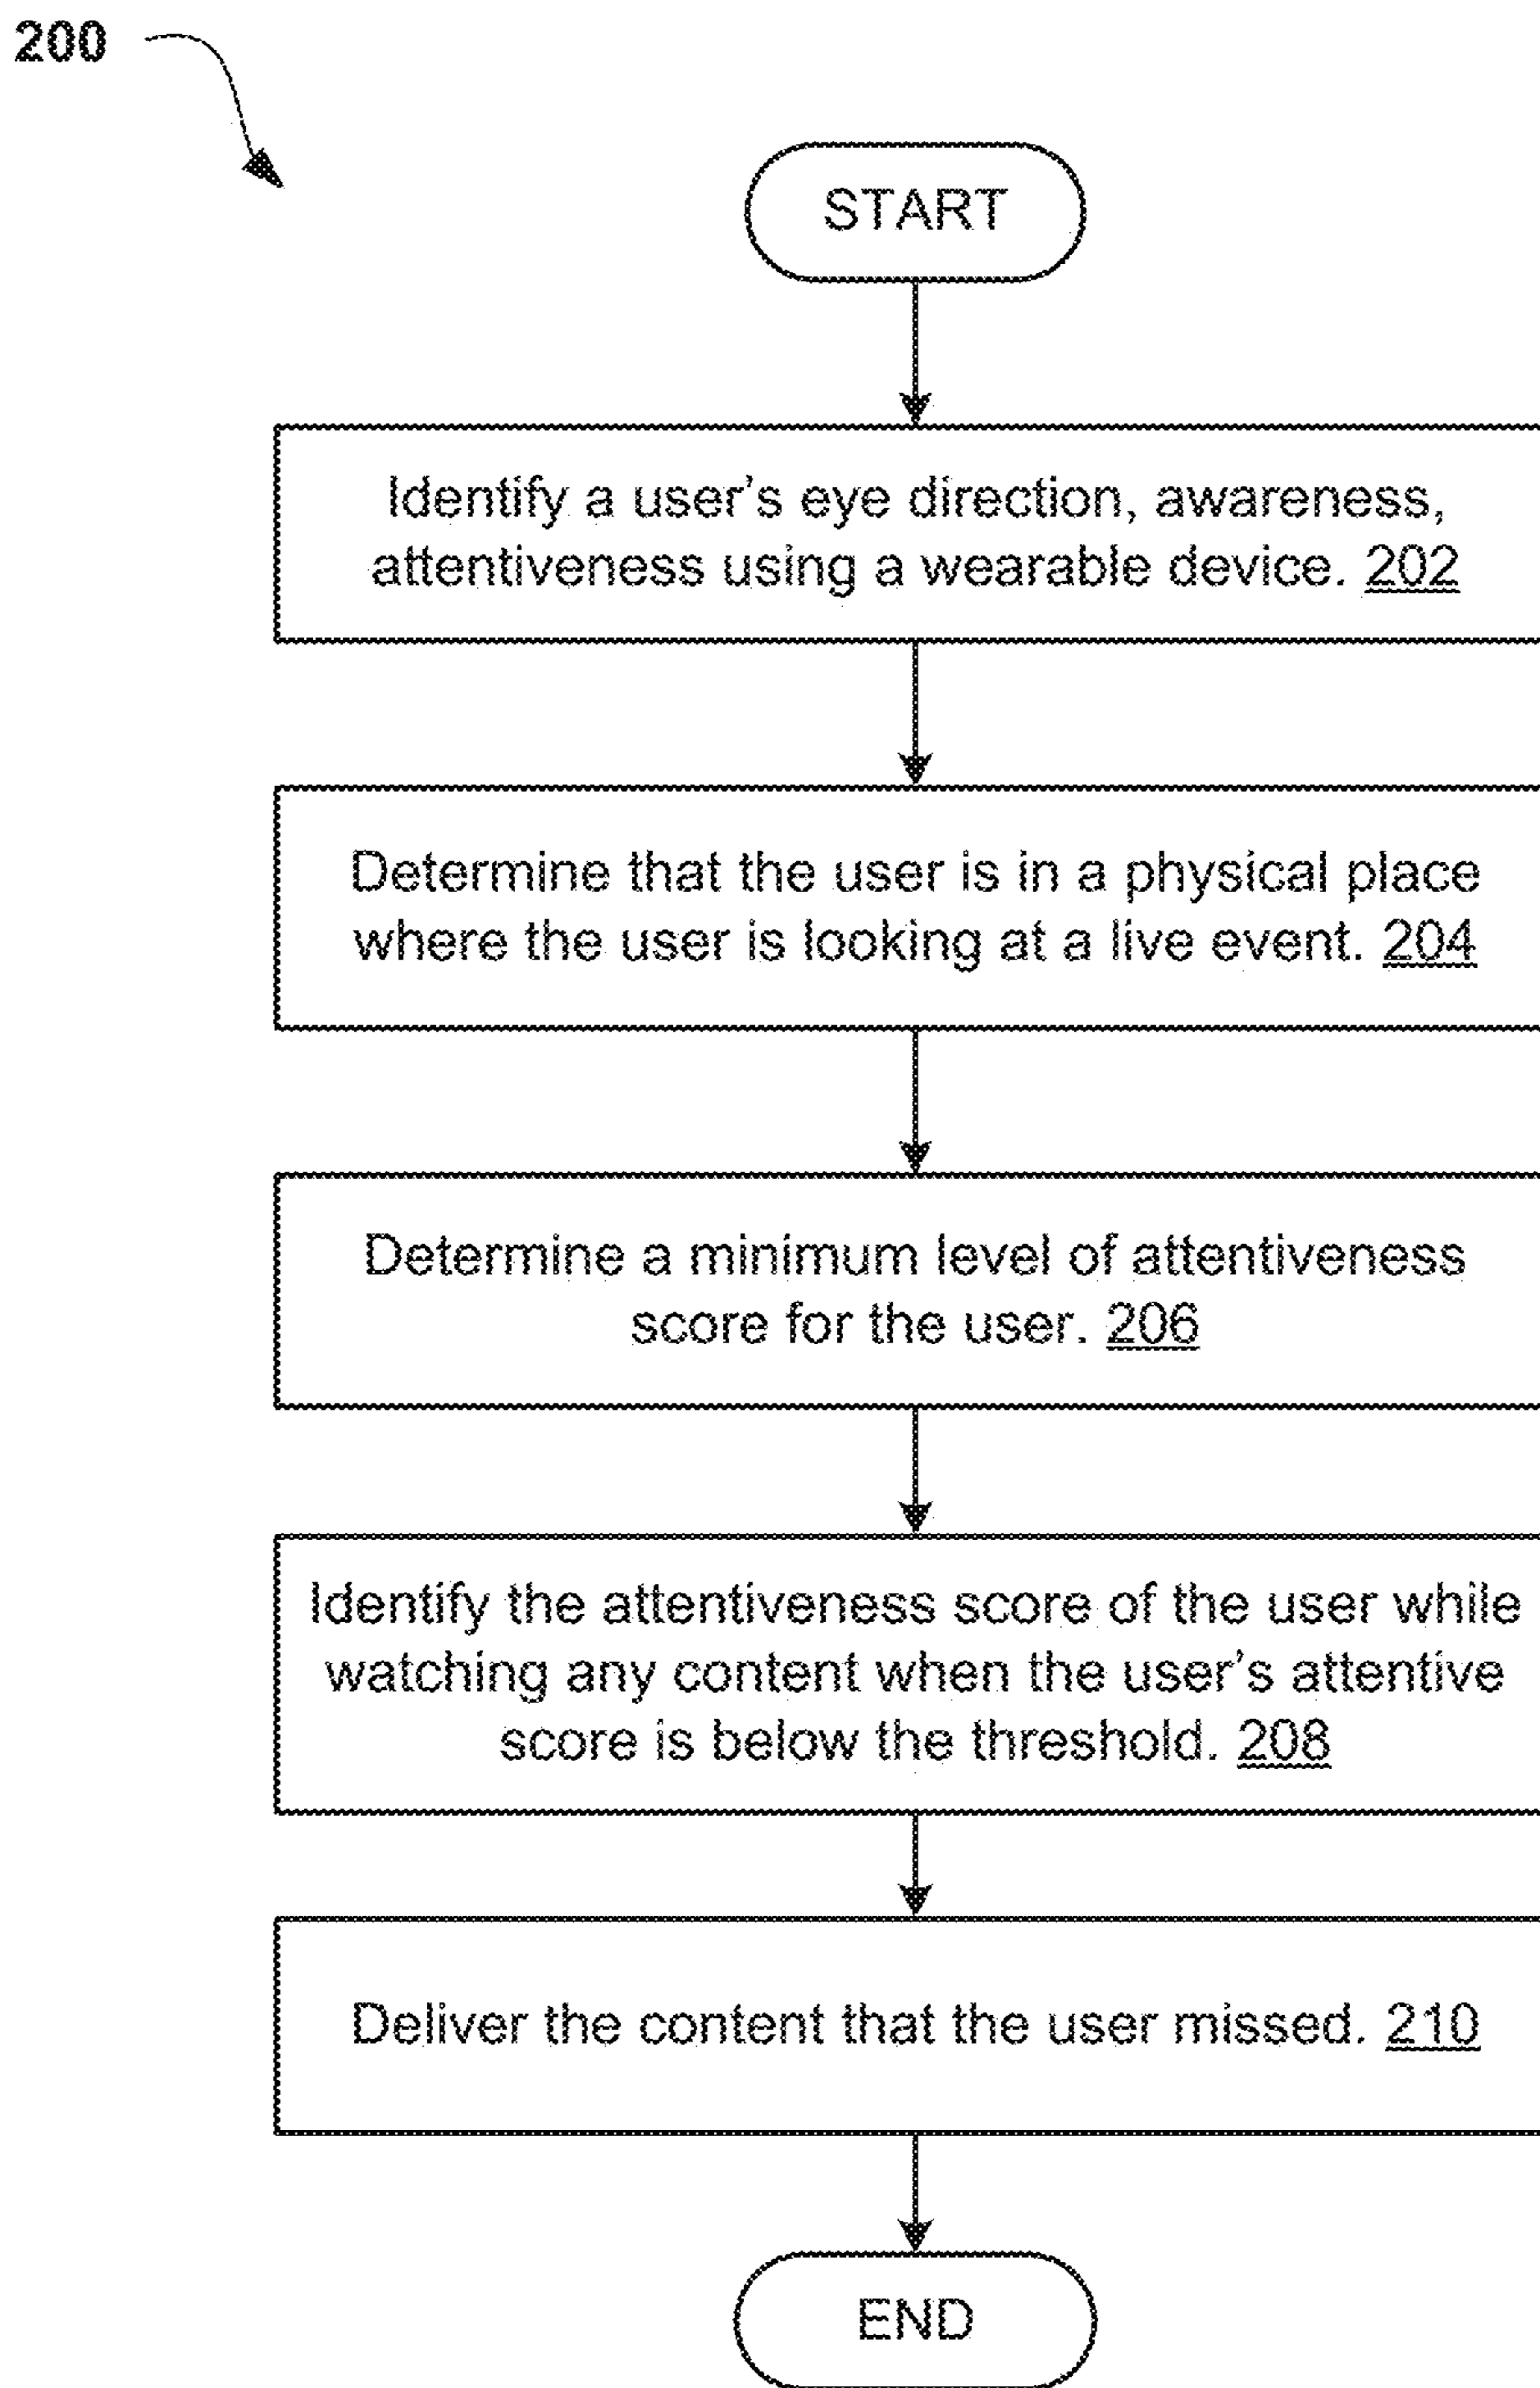 200
START
Identify a user's eye direction, awareness,
attentiveness using a wearable device. 202
Determine that the user is in a physical place
where the user is looking at a live event. 204
Determine a minimum level of attentiveness
score for the user. 206
Identify the attentiveness score of the user while
watching any content when the user's attentive
score is below the threshold. 208
Deliver the content that the user missed. 210
END